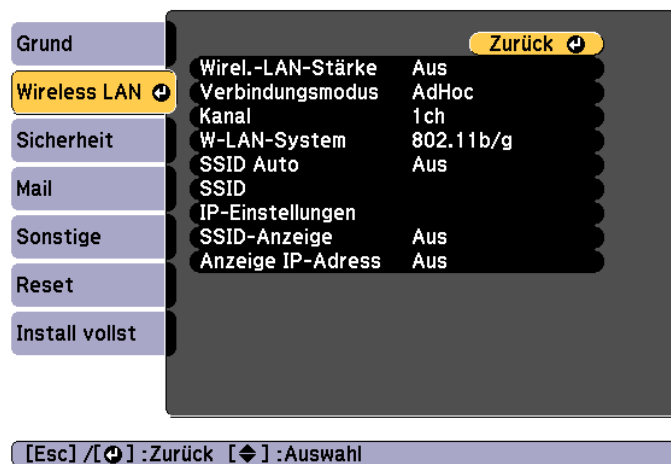 Grund
Wireless LAN
Sicherheit
Mail
Sonstige
Reset
Install vollst
Zurück
Wirel.-LAN-Stärke Aus
Verbindungsmodus AdHoc
Kanal 1ch
W-LAN-System 802.11b/g
SSID Auto Aus
SSID
IP-Einstellungen
SSID-Anzeige Aus
Anzeige IP-Adress Aus
[Esc] /[⏎] :Zurück [◆] :Auswahl